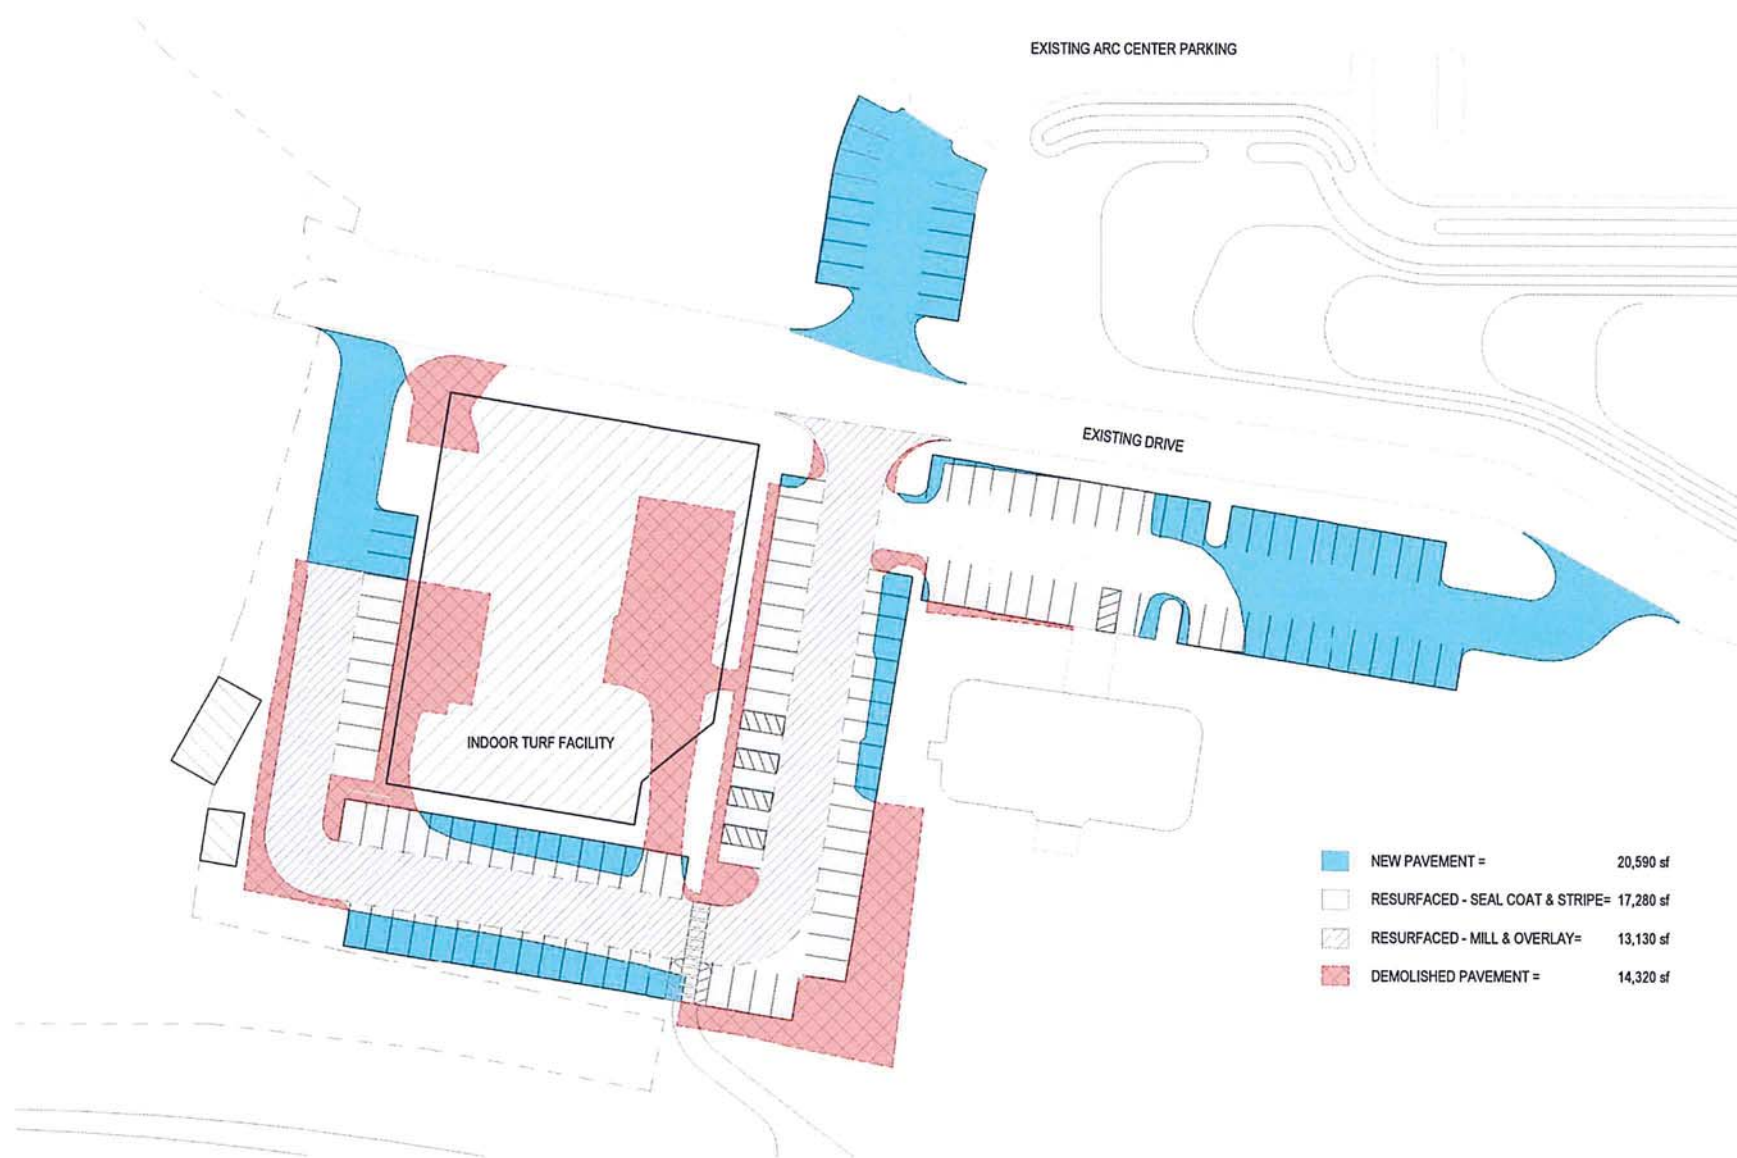 EXISTING ARC CENTER PARKING
EXISTING DRIVE
INDOOR TURF FACILITY
NEW PAVEMENT = 20,590 sf
RESURFACED - SEAL COAT & STRIPE= 17,280 sf
RESURFACED - MILL & OVERLAY= 13,130 sf
DEMOLISHED PAVEMENT = 14,320 sf